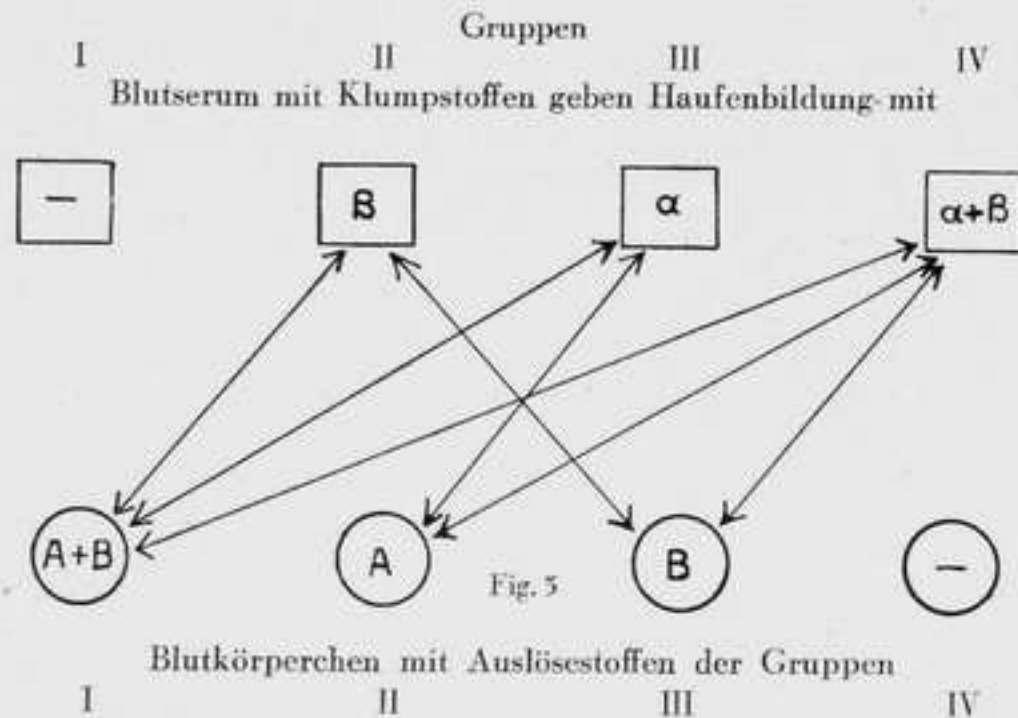 Gruppen
I II III IV
Blutserum mit Klumpstoffen geben Haufenbildung mit
— β α α+β
A+B A B —
Fig. 5
Blutkörperchen mit Auslösestoffen der Gruppen
I II III IV